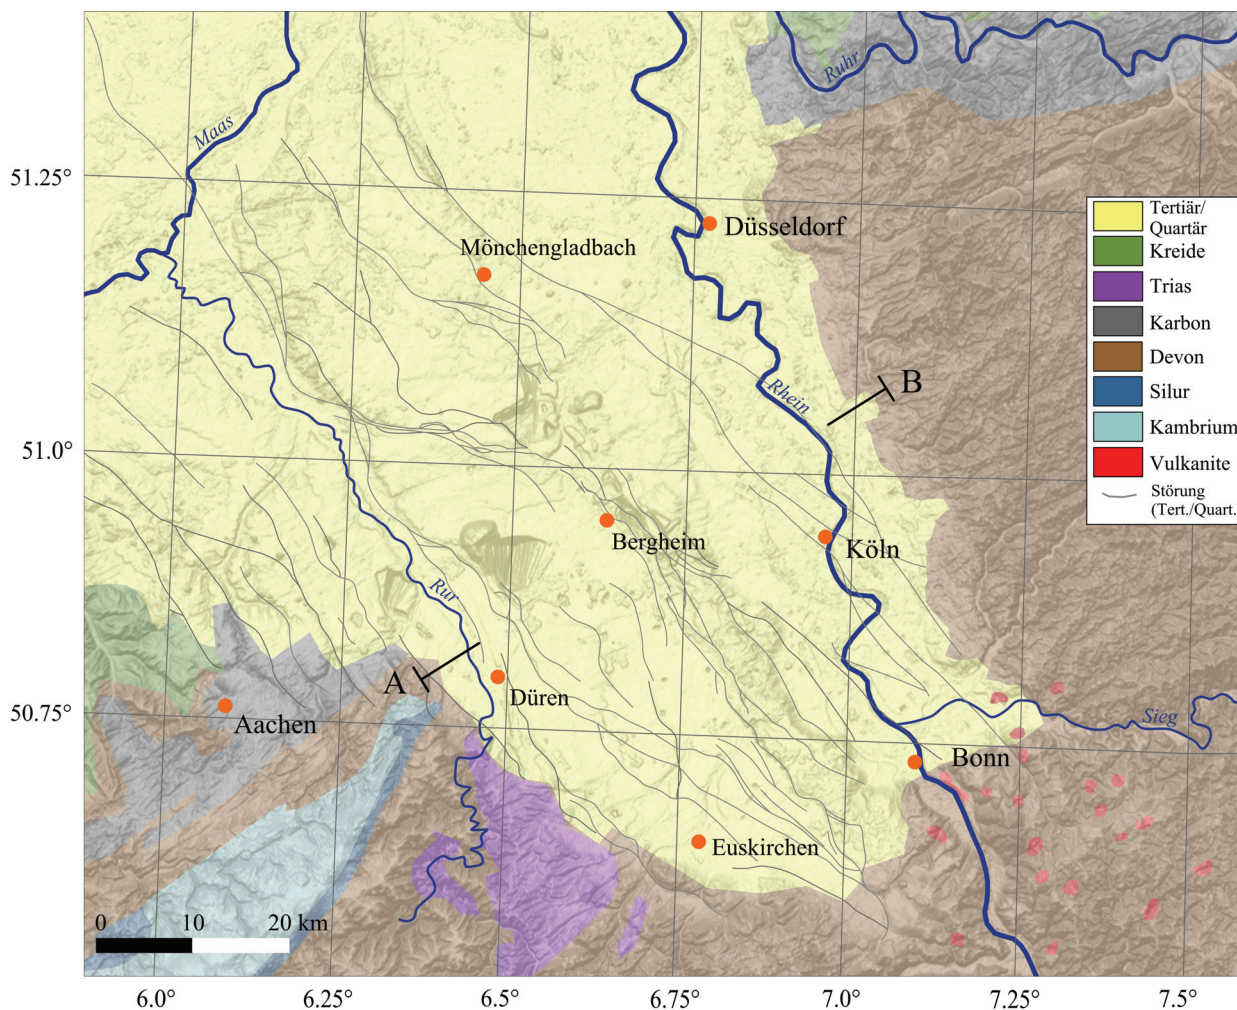 Maas
Ruhr
51.25°
Düsseldorf
Mönchengladbach
Tertiär/
Quartär
Kreide
Trias
Karbon
Devon
Silur
Kambrium
Vulkanite
Störung
(Tert./Quart.
Rhein
B
51.0°
Bergheim
Köln
Rur
A
Düren
50.75°
Aachen
Sieg
Bonn
Euskirchen
0 10 20 km
6.0° 6.25° 6.5° 6.75° 7.0° 7.25° 7.5°